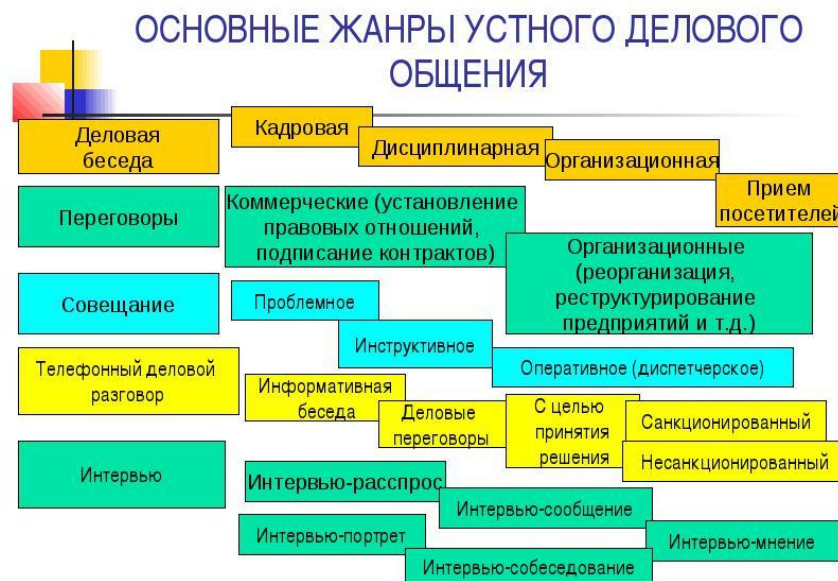 ОСНОВНЫЕ ЖАНРЫ УСТНОГО ДЕЛОВОГО
ОБЩЕНИЯ
Деловая
беседа
Кадровая
Дисциплинарная
Организационная
Прием
посетителей
Переговоры
Коммерческие (установление
правовых отношений,
подписание контрактов)
Организационные
(реорганизация,
реструктурирование
предприятий и т.д.)
Совещание
Проблемное
Инструктивное
Оперативное (диспетчерское)
Телефонный деловой
разговор
Информативная
беседа
Деловые
переговоры
С целью
принятия
решения
Санкционированный
Несанкционированный
Интервью
Интервью-расспрос
Интервью-сообщение
Интервью-портрет
Интервью-мнение
Интервью-собеседование